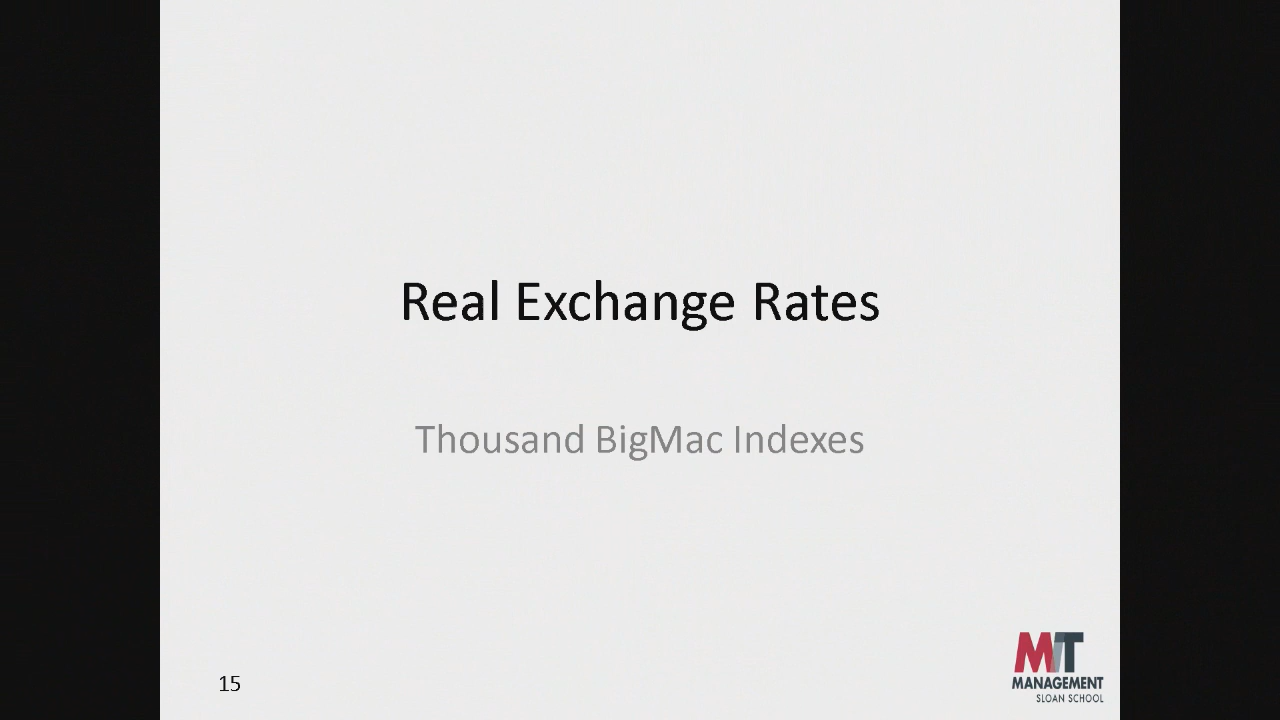 Real Exchange Rates
Thousand BigMac Indexes
15
MIT
MANAGEMENT
SLOAN SCHOOL